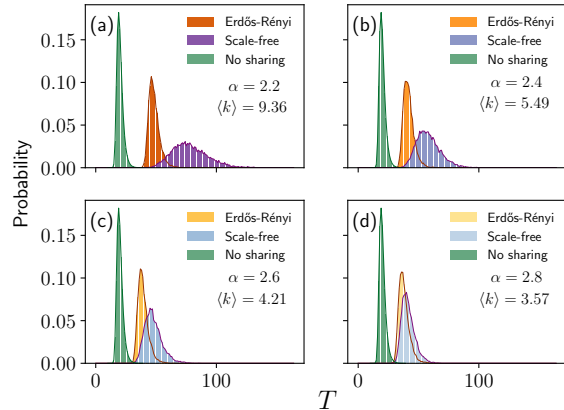 Probability
(a)
Erdős-Rényi
Scale-free
No sharing
α = 2.2
⟨k⟩ = 9.36
0.15
0.10
0.05
0.00
100
(b)
Erdős-Rényi
Scale-free
No sharing
α = 2.4
⟨k⟩ = 5.49
100
(c)
Erdős-Rényi
Scale-free
No sharing
α = 2.6
⟨k⟩ = 4.21
0.15
0.10
0.05
0.00
0
100
(d)
Erdős-Rényi
Scale-free
No sharing
α = 2.8
⟨k⟩ = 3.57
0
100
T